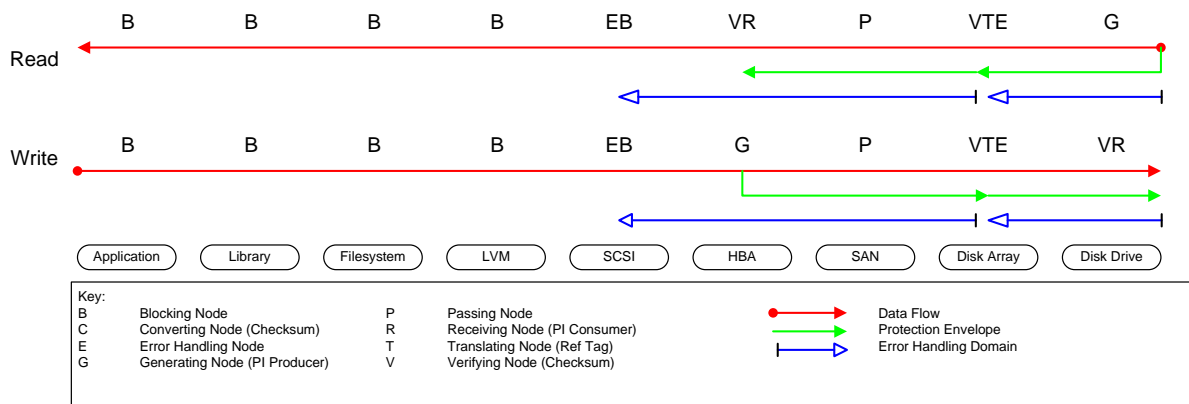 B B B B EB VR P VTE G
Read
B B B B EB G P VTE VR
Write
Application Library Filesystem LVM SCSI HBA SAN Disk Array Disk Drive
Key:
B Blocking Node P Passing Node Data Flow
C Converting Node (Checksum) R Receiving Node (PI Consumer) Protection Envelope
E Error Handling Node T Translating Node (Ref Tag) Error Handling Domain
G Generating Node (PI Producer) V Verifying Node (Checksum)